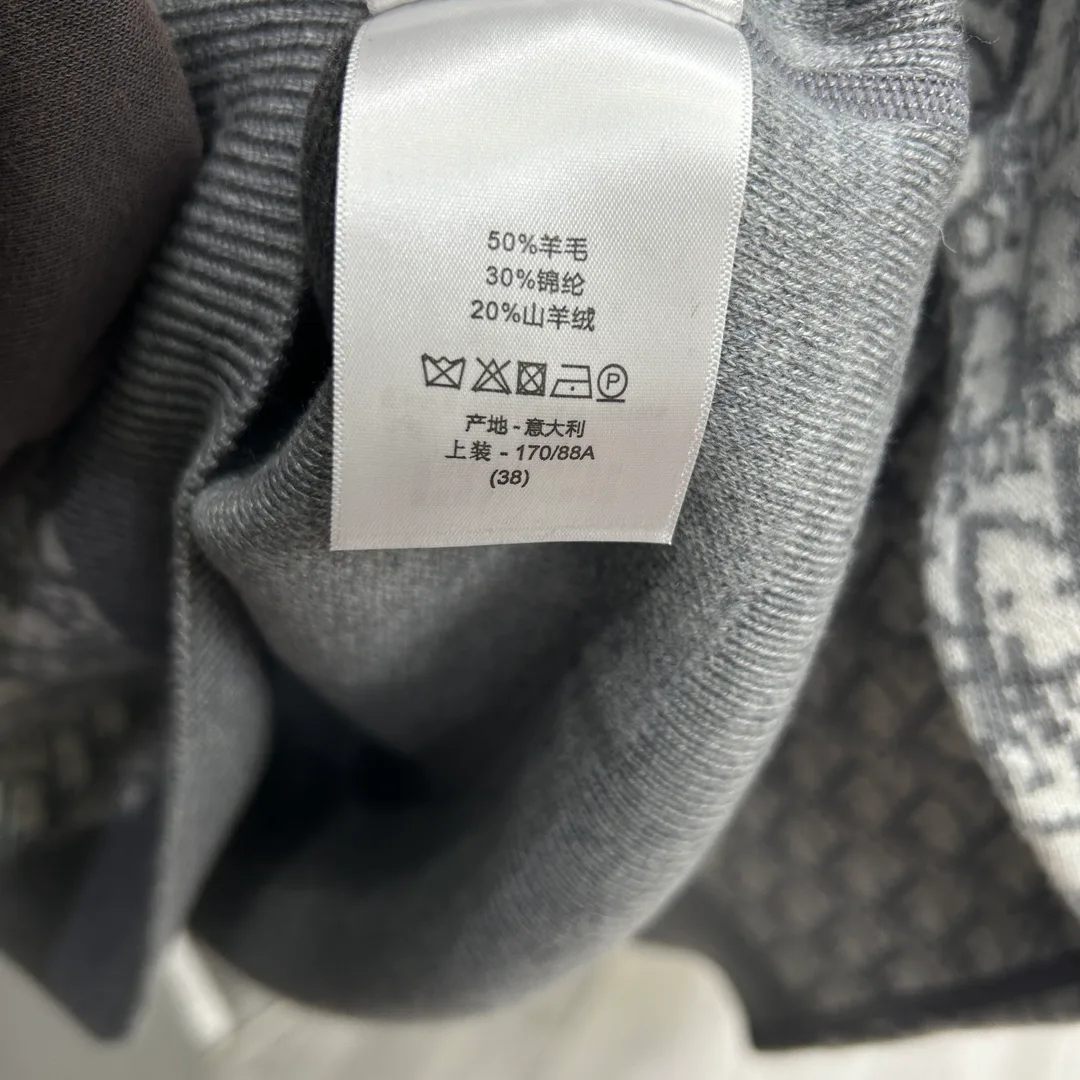 50%羊毛
30%锦纶
20%山羊绒
P
产地 - 意大利
上装 - 170/88A
(38)